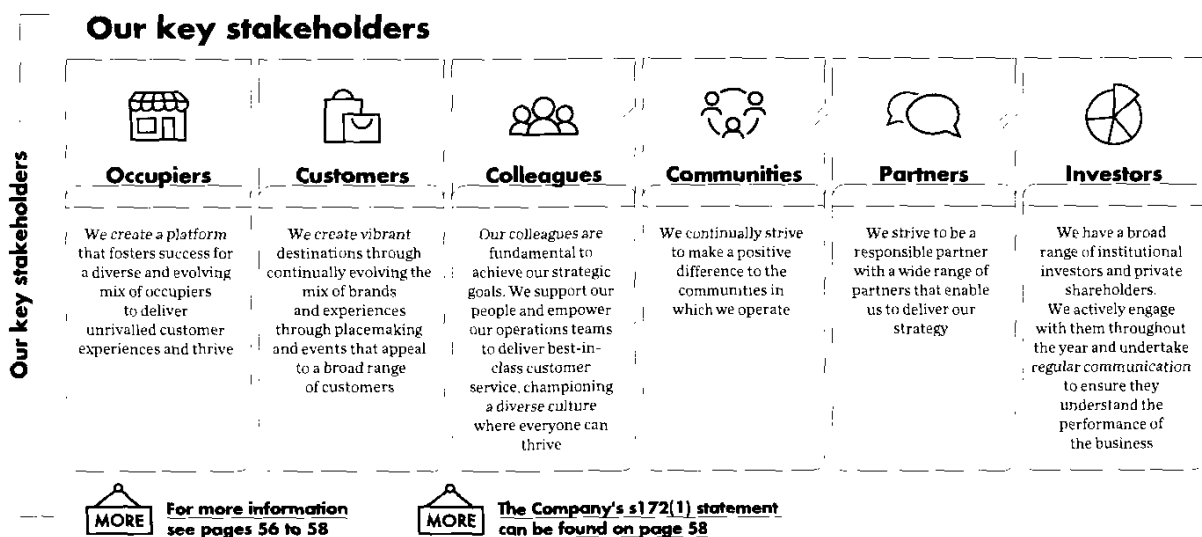 Our key stakeholders
Our key stakeholders
Occupiers
We create a platform
that fosters success for
a diverse and evolving
mix of occupiers
to deliver
unrivalled customer
experiences and thrive
Customers
We create vibrant
destinations through
continually evolving the
mix of brands
and experiences
through placemaking
and events that appeal
to a broad range
of customers
Colleagues
Our colleagues are
fundamental to
achieve our strategic
goals. We support our
people and empower
our operations teams
to deliver best-in-
class customer
service, championing
a diverse culture
where everyone can
thrive
Communities
We continually strive
to make a positive
difference to the
communities in
which we operate
Partners
We strive to be a
responsible partner
with a wide range of
partners that enable
us to deliver our
strategy
Investors
We have a broad
range of institutional
investors and private
shareholders.
We actively engage
with them throughout
the year and undertake
regular communication
to ensure they
understand the
performance of
the business
MORE
For more information
see pages 56 to 58
MORE
The Company's s172(1) statement
can be found on page 58